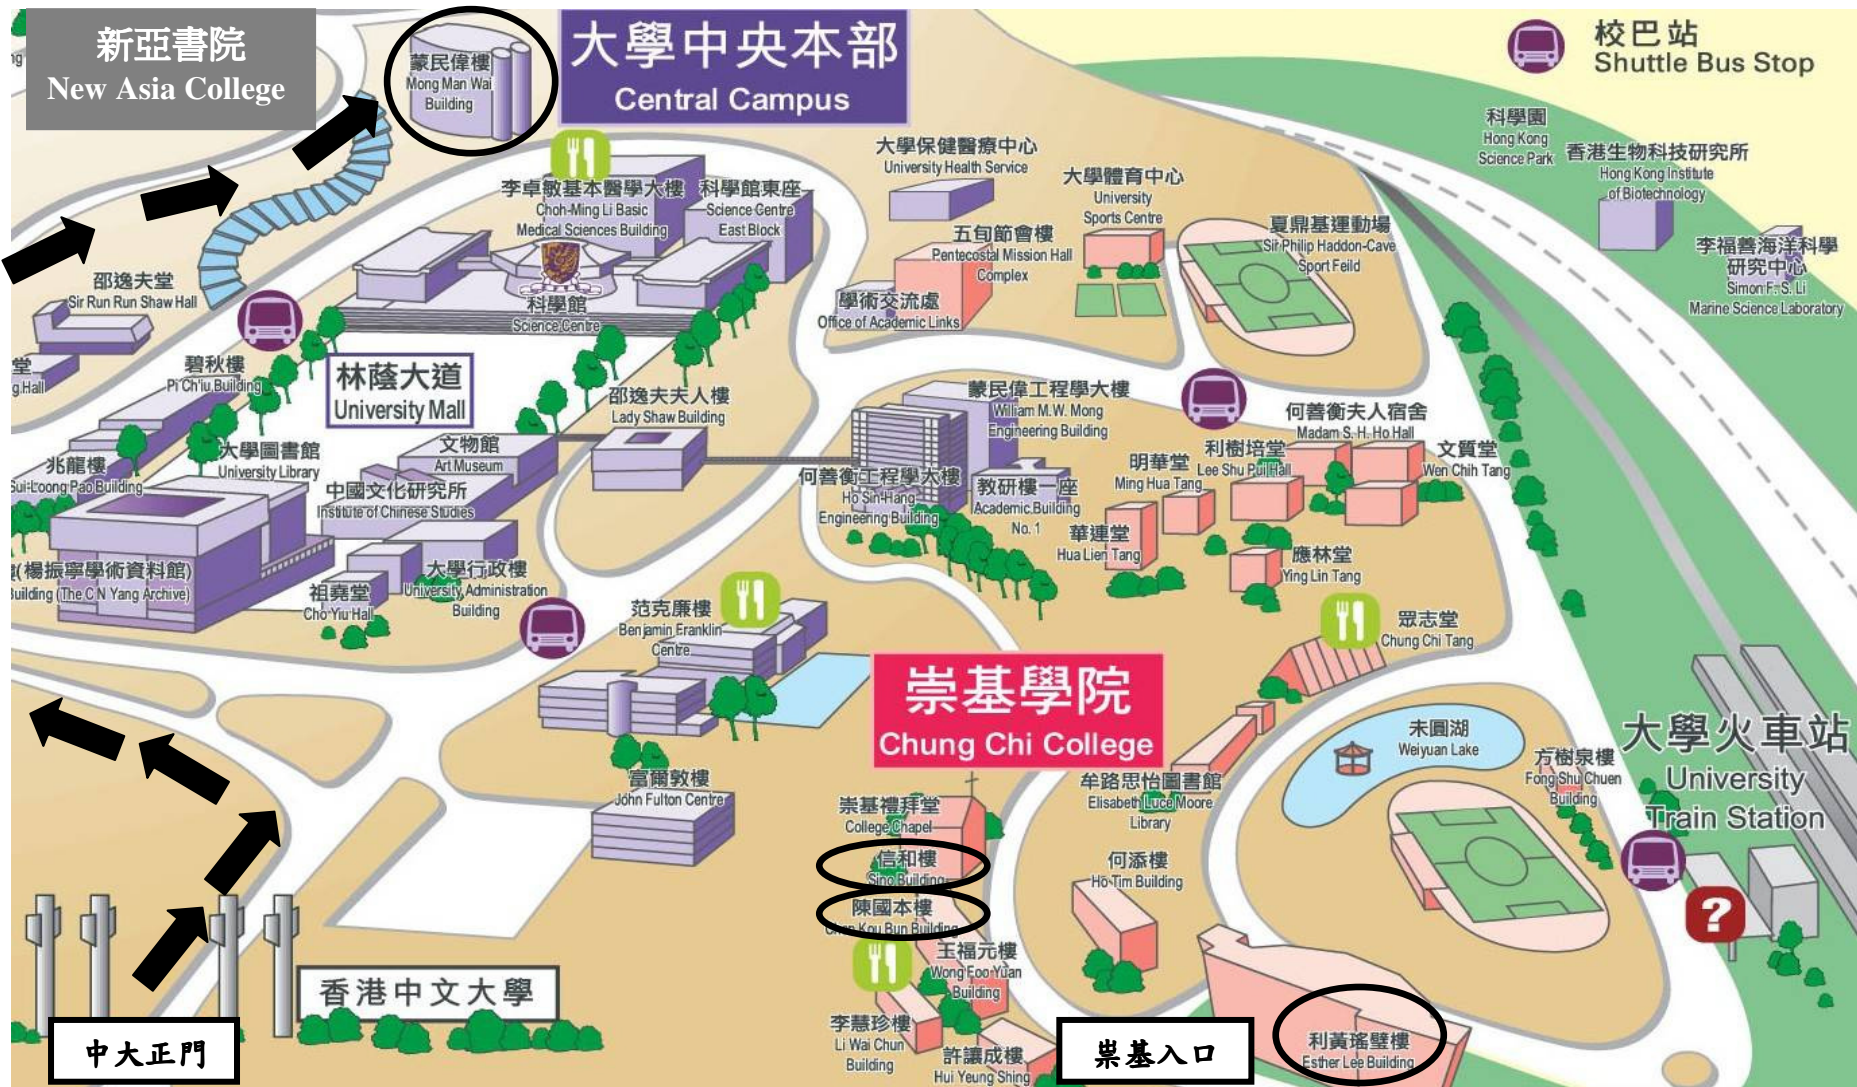 新亞書院
New Asia College
蒙民偉樓
Mong Man Wai
Building
大學中央本部
Central Campus
校巴站
Shuttle Bus Stop
科學園
Hong Kong
Science Park
香港生物科技研究所
Hong Kong Institute
of Biotechnology
李福善海洋科學
研究中心
Simon F. S. Li
Marine Science Laboratory
大學保健醫療中心
University Health Service
大學體育中心
University
Sports Centre
李卓敏基本醫學大樓
Choh-Ming Li Basic
Medical Sciences Building
科學館東座
Science Centre
East Block
五旬節會樓
Pentecostal Mission Hall
Complex
夏鼎基運動場
Sir Philip Haddon-Cave
Sport Feild
邵逸夫堂
Sir Run Run Shaw Hall
科學館
Science Centre
學術交流處
Office of Academic Links
堂
g Hall
碧秋樓
Pi Ch'iu Building
林蔭大道
University Mall
邵逸夫夫人樓
Lady Shaw Building
蒙民偉工程學大樓
William M.W. Mong
Engineering Building
何善衡夫人宿舍
Madam S. H. Ho Hall
兆龍樓
Sui-Loong Pao Building
大學圖書館
University Library
文物館
Art Museum
中國文化研究所
Institute of Chinese Studies
何善衡工程學大樓
Ho Sin-Hang
Engineering Building
教研樓一座
Academic Building
No. 1
明華堂
Ming Hua Tang
利樹培堂
Lee Shu Pui Hall
文質堂
Wen Chih Tang
華連堂
Hua Lien Tang
應林堂
Ying Lin Tang
(楊振寧學術資料館)
Building (The C N Yang Archive)
祖堯堂
Cho Yiu Hall
大學行政樓
University Administration
Building
范克廉樓
Benjamin Franklin
Centre
眾志堂
Chung Chi Tang
崇基學院
Chung Chi College
未圓湖
Weiyuan Lake
方樹泉樓
Fong Shu Chuen
Building
大學火車站
University
Train Station
富爾敦樓
John Fulton Centre
崇基禮拜堂
College Chapel
牟路思怡圖書館
Elisabeth Luce Moore
Library
信和樓
Sino Building
何添樓
Ho Tim Building
陳國本樓
Chen Kou Bun Building
?
王福元樓
Wong Foo Yuan
Building
香港中文大學
李慧珍樓
Li Wai Chun
Building
許讓成樓
Hui Yeung Shing
中大正門
崇基入口
利黃瑤璧樓
Esther Lee Building